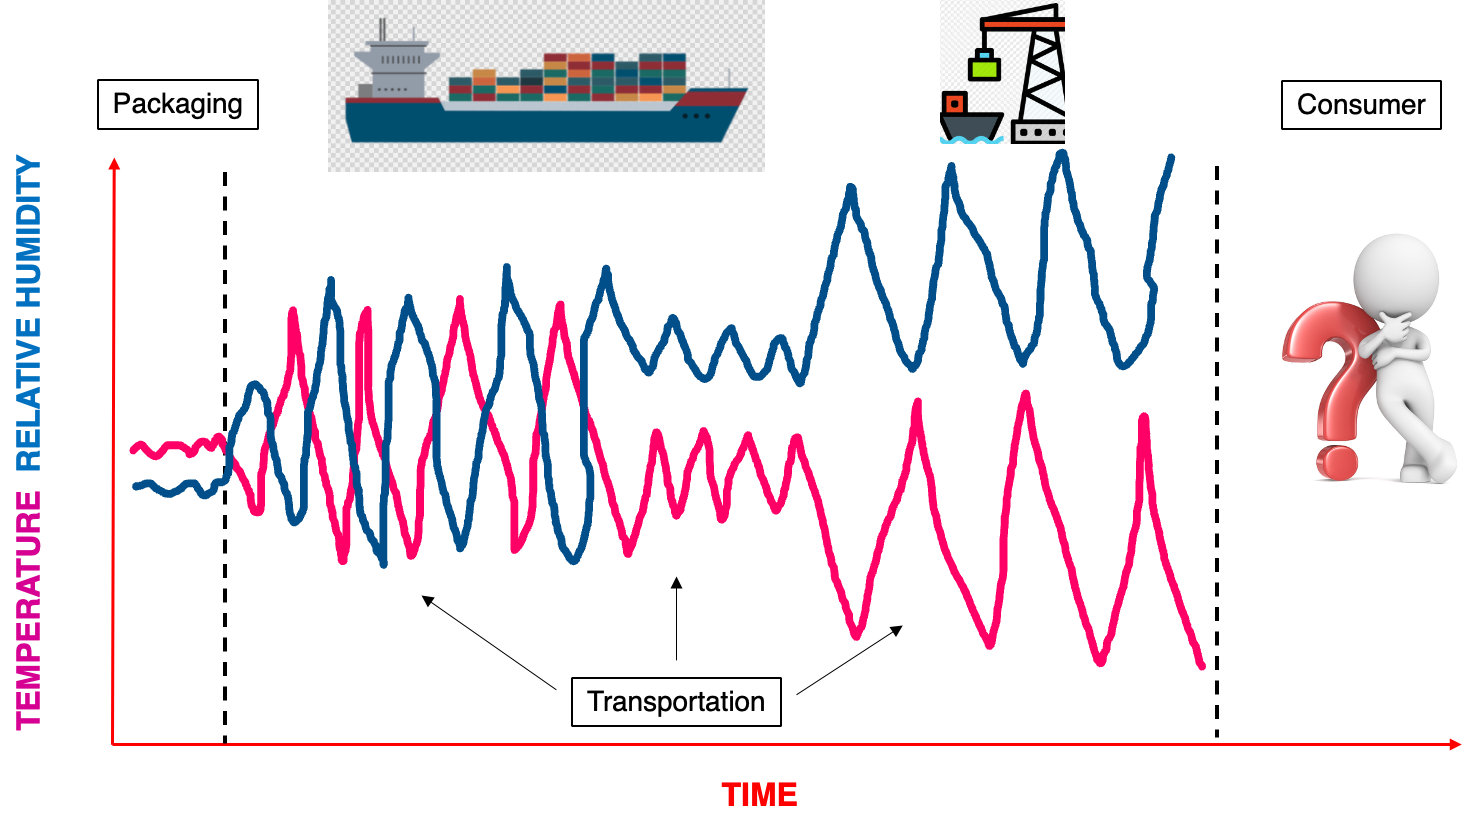 Packaging
Consumer
TEMPERATURE RELATIVE HUMIDITY
Transportation
TIME